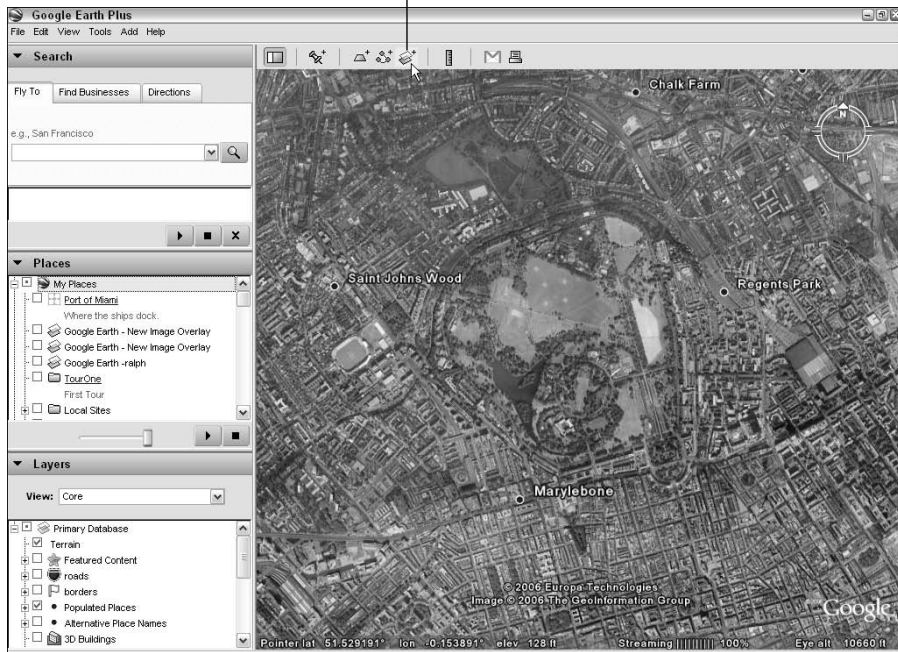 Google Earth Plus
File Edit View Tools Add Help
Search
Fly To Find Businesses Directions
e.g., San Francisco
Places
My Places
Port of Miami
Where the ships dock.
Google Earth - New Image Overlay
Google Earth - New Image Overlay
Google Earth -ralph
TourOne
First Tour
Local Sites
Layers
View: Core
Primary Database
Terrain
Featured Content
roads
borders
Populated Places
Alternative Place Names
3D Buildings
Chalk Farm
N
Saint Johns Wood
Regents Park
Marylebone
© 2006 Europa Technologies
Image © 2006 The GeoInformation Group
Google
Pointer lat 51.529191° lon -0.153891° elev 128 ft Streaming |||||||||| 100% Eye alt 10660 ft